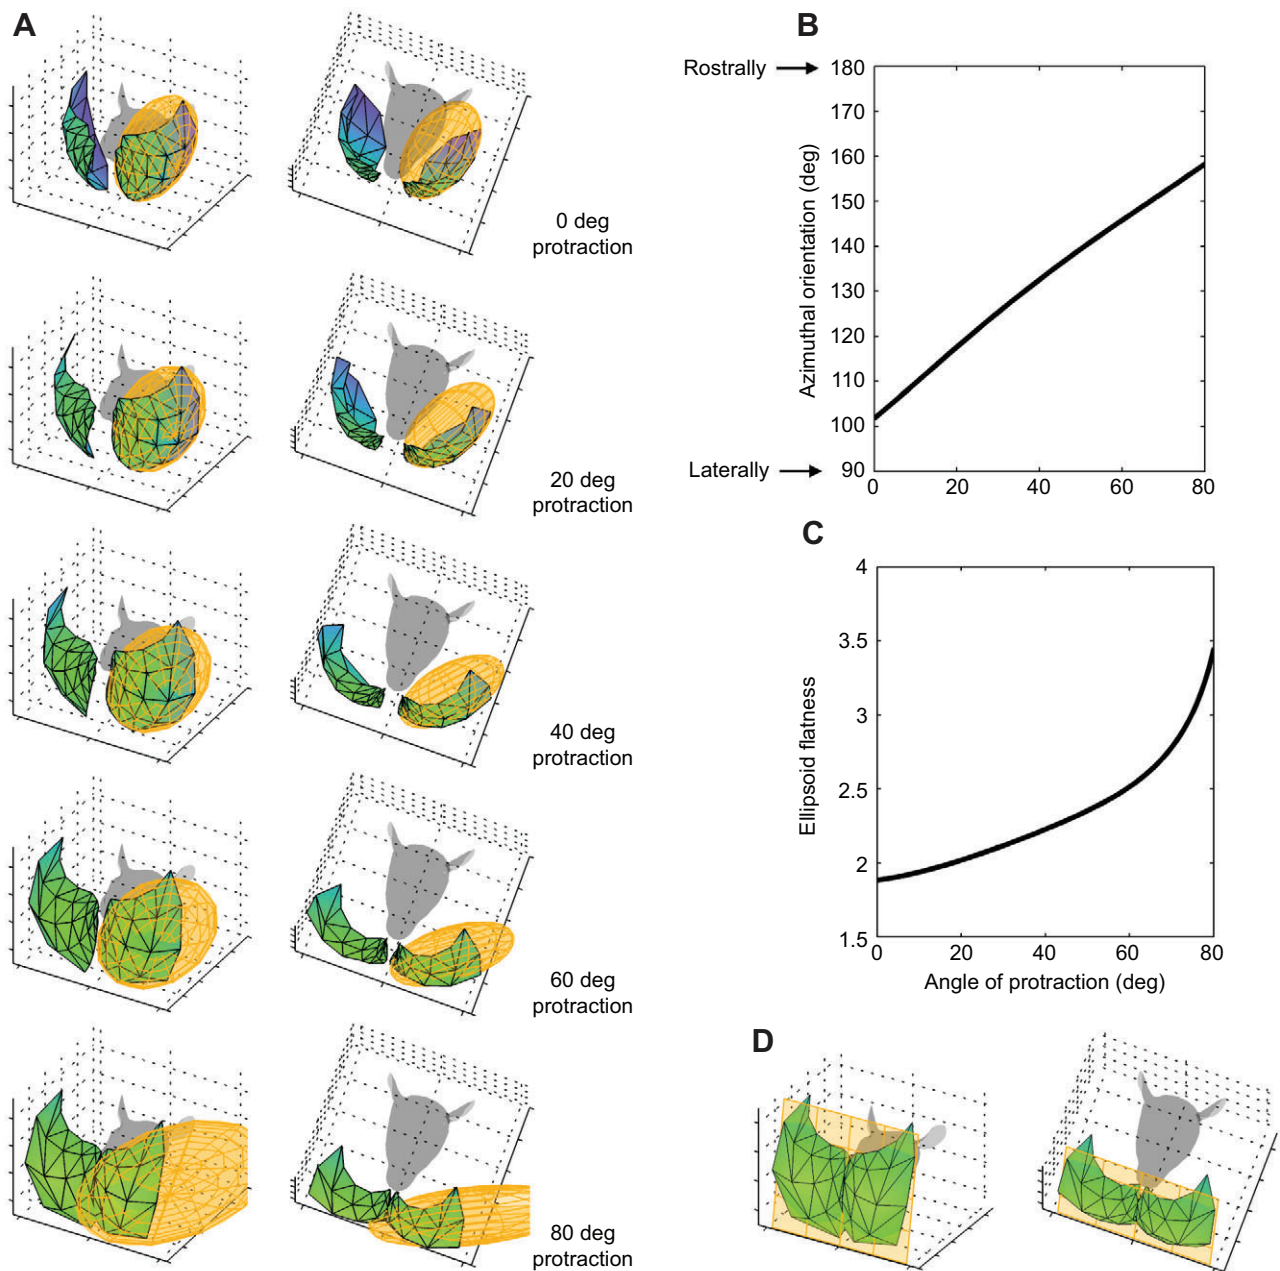 A
0 deg
protraction
20 deg
protraction
40 deg
protraction
60 deg
protraction
80 deg
protraction
B
Rostrally
Laterally
Azimuthal orientation (deg)
180
170
160
150
140
130
120
110
100
90
0 20 40 60 80
C
Ellipsoid flatness
4
3.5
3
2.5
2
1.5
0 20 40 60 80
Angle of protraction (deg)
D